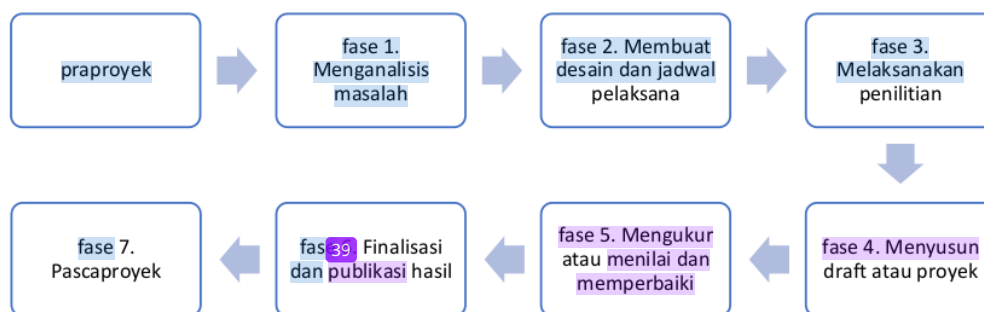 praproyek
fase 1.
Menganalisis
masalah
fase 2. Membuat
desain dan jadwal
pelaksana
fase 3.
Melaksanakan
penilitian
fase 4. Menyusun
draft atau proyek
fase 5. Mengukur
atau menilai dan
memperbaiki
39 Finalisasi
dan publikasi hasil
fase 7.
Pascaproyek